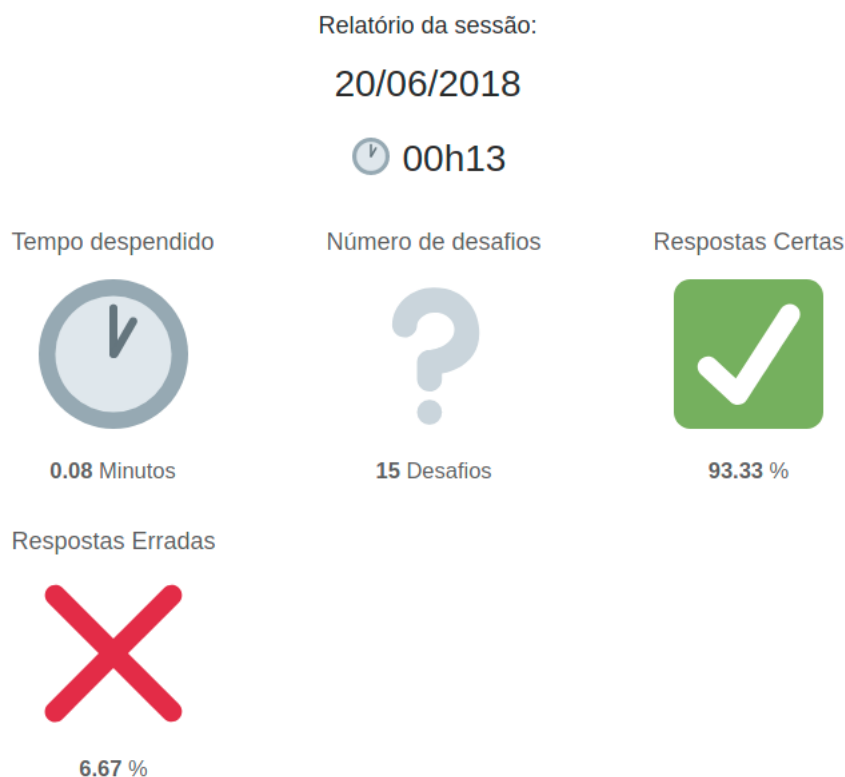 Relatório da sessão:
20/06/2018
00h13
Tempo despendido
Número de desafios
Respostas Certas
0.08 Minutos
15 Desafios
93.33 %
Respostas Erradas
6.67 %